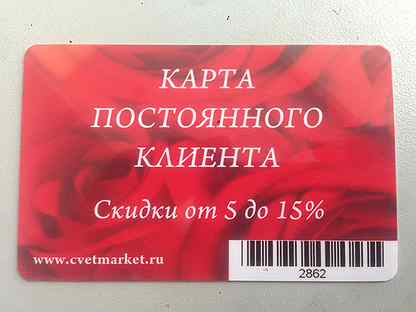 КАРТА
ПОСТОЯННОГО
КЛИЕНТА
Скидки от 5 до 15%
www.cvetmarket.ru
2862